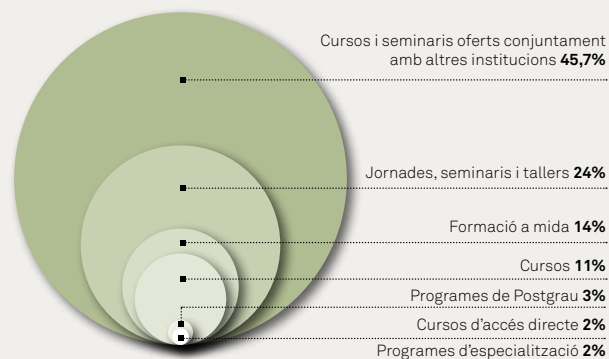 Cursos i seminaris oferts conjuntament
amb altres institucions 45,7%
Jornades, seminaris i tallers 24%
Formació a mida 14%
Cursos 11%
Programes de Postgrau 3%
Cursos d’accés directe 2%
Programes d’especialització 2%